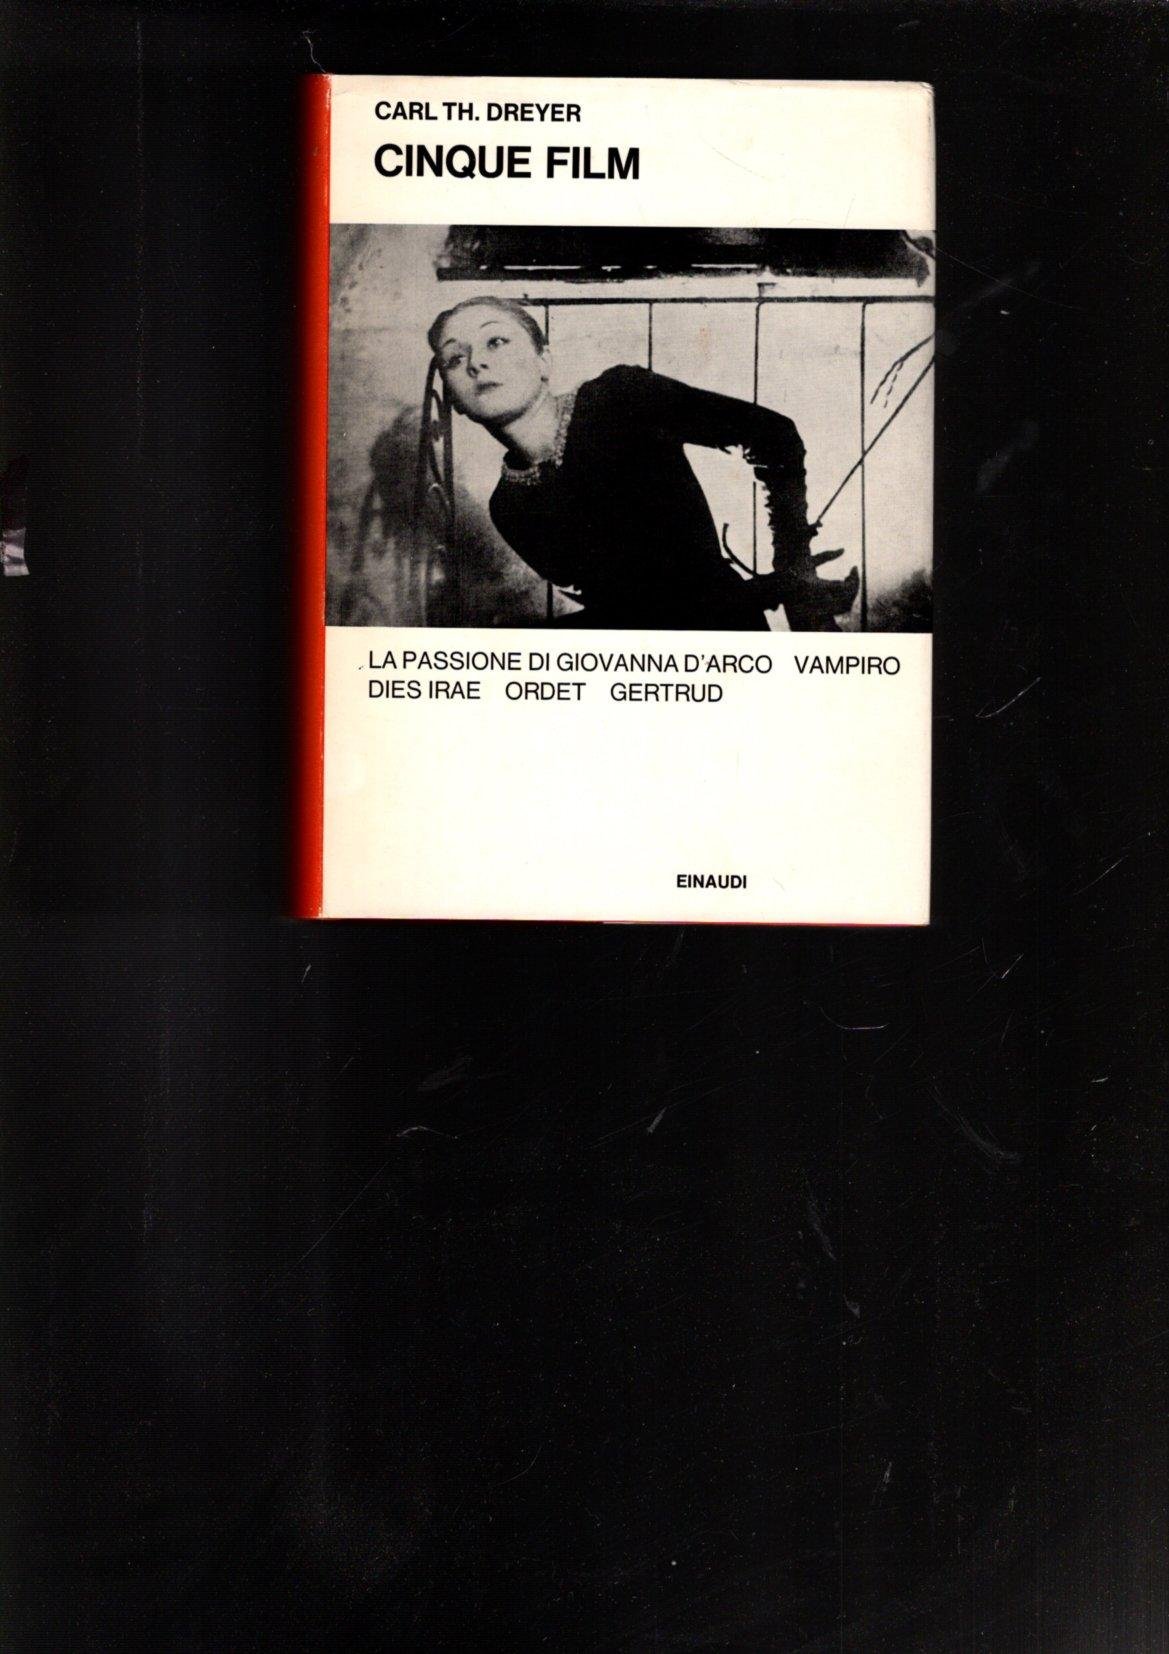 CARL TH. DREYER
CINQUE FILM
LA PASSIONE DI GIOVANNA D'ARCO VAMPIRO
DIES IRAE ORDET GERTRUD
EINAUDI